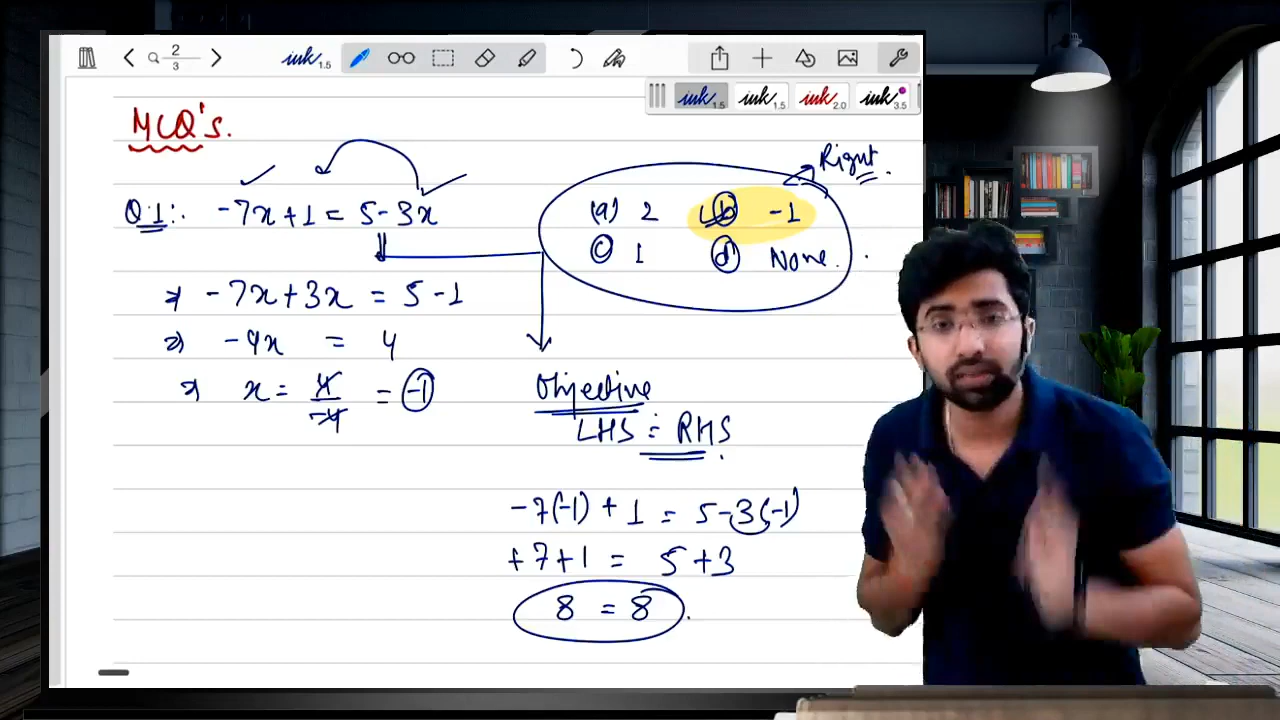 2
3
ink 1.5
ink 1.5
ink 1.5
ink 2.0
ink 3.5
MCQ's.
Right.
Q.1:. -7x + 1 = 5 - 3x
(a) 2 (b) -1
(c) 1 (d) None.
⇒ -7x + 3x = 5 - 1
⇒ -4x = 4
⇒ x = 4/-4 = -1
Objective
LHS = RHS
-7(-1) + 1 = 5 - 3(-1)
+7 + 1 = 5 + 3
8 = 8.